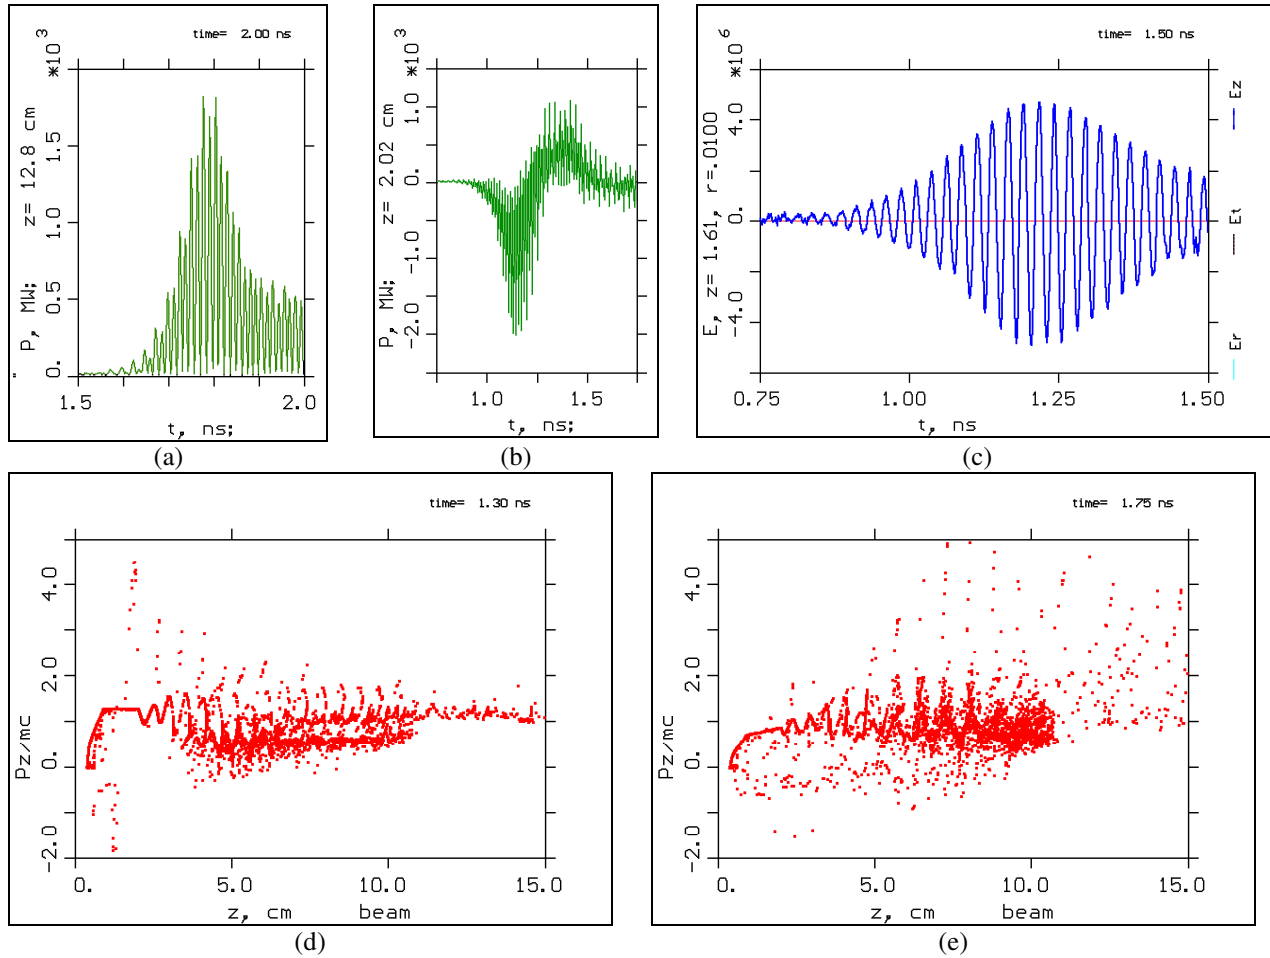 time= 2.00 ns
P, MW; z= 12.8 cm *10 3
1.5
1.0
0.5
0.
"
1.5 2.0
t, ns;
(a)
P, MW; z= 2.02 cm *10 3
1.0
0.
-1.0
-2.0
1.0 1.5
t, ns;
(b)
time= 1.50 ns
E, z= 1.61, r=.0100 *10 6
4.0
0.
-4.0
0.75 1.00 1.25 1.50
t, ns
Ez
Et
Er
(c)
time= 1.30 ns
Pz/mc
4.0
2.0
0.
-2.0
0. 5.0 10.0 15.0
z, cm beam
(d)
time= 1.75 ns
Pz/mc
4.0
2.0
0.
-2.0
0. 5.0 10.0 15.0
z, cm beam
(e)